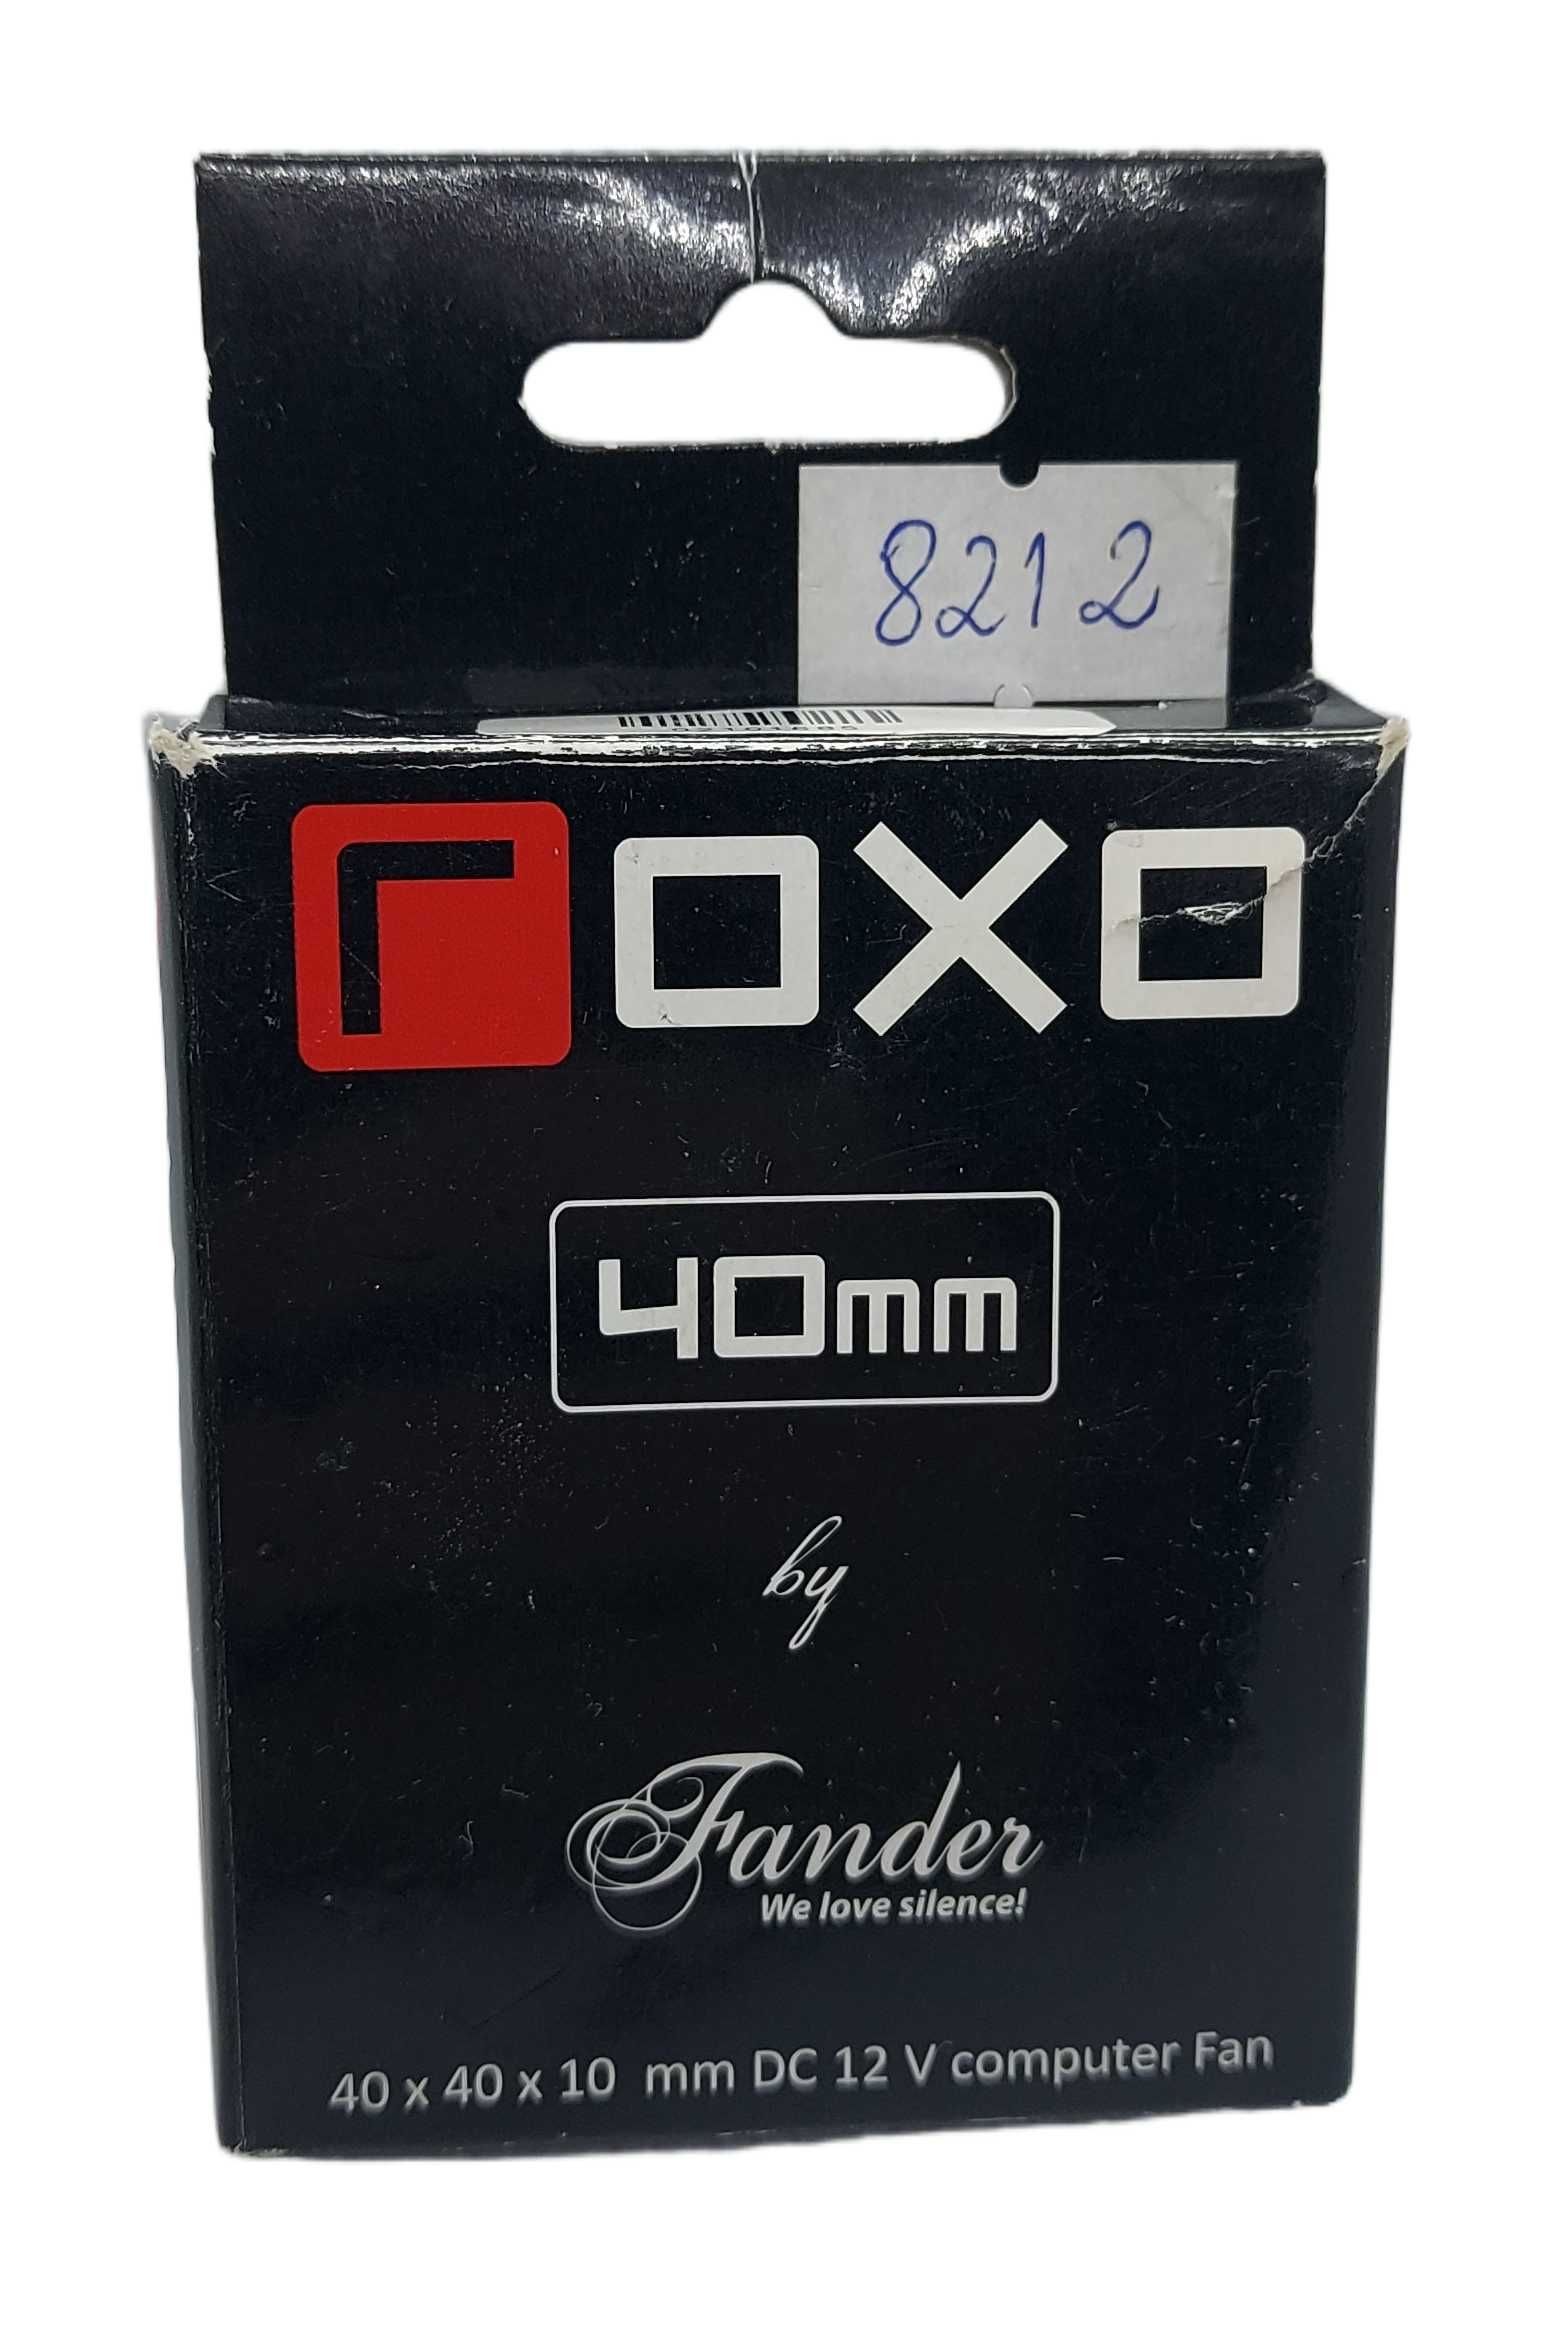 8212
roxo
40mm
by
Fander
We love silence!
40 x 40 x 10 mm DC 12 V computer Fan